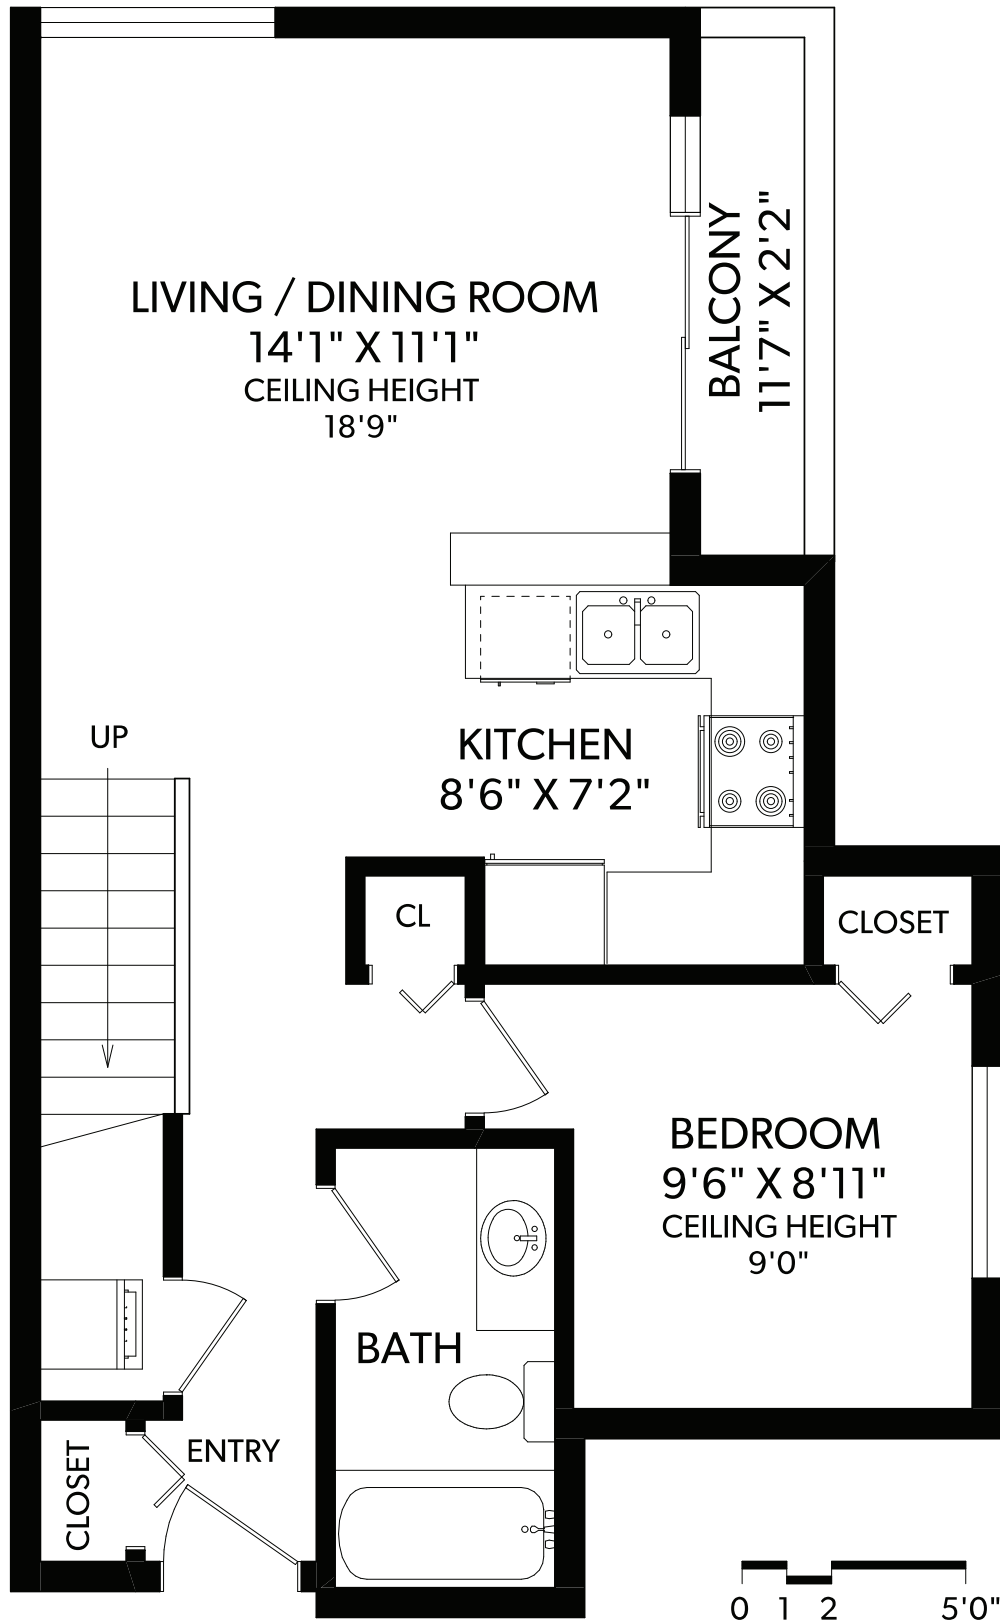 LIVING / DINING ROOM
14'1" X 11'1"
CEILING HEIGHT
18'9"
BALCONY
11'7" X 2'2"
UP
KITCHEN
8'6" X 7'2"
CL
CLOSET
BEDROOM
9'6" X 8'11"
CEILING HEIGHT
9'0"
BATH
ENTRY
CLOSET
0 1 2 5'0"